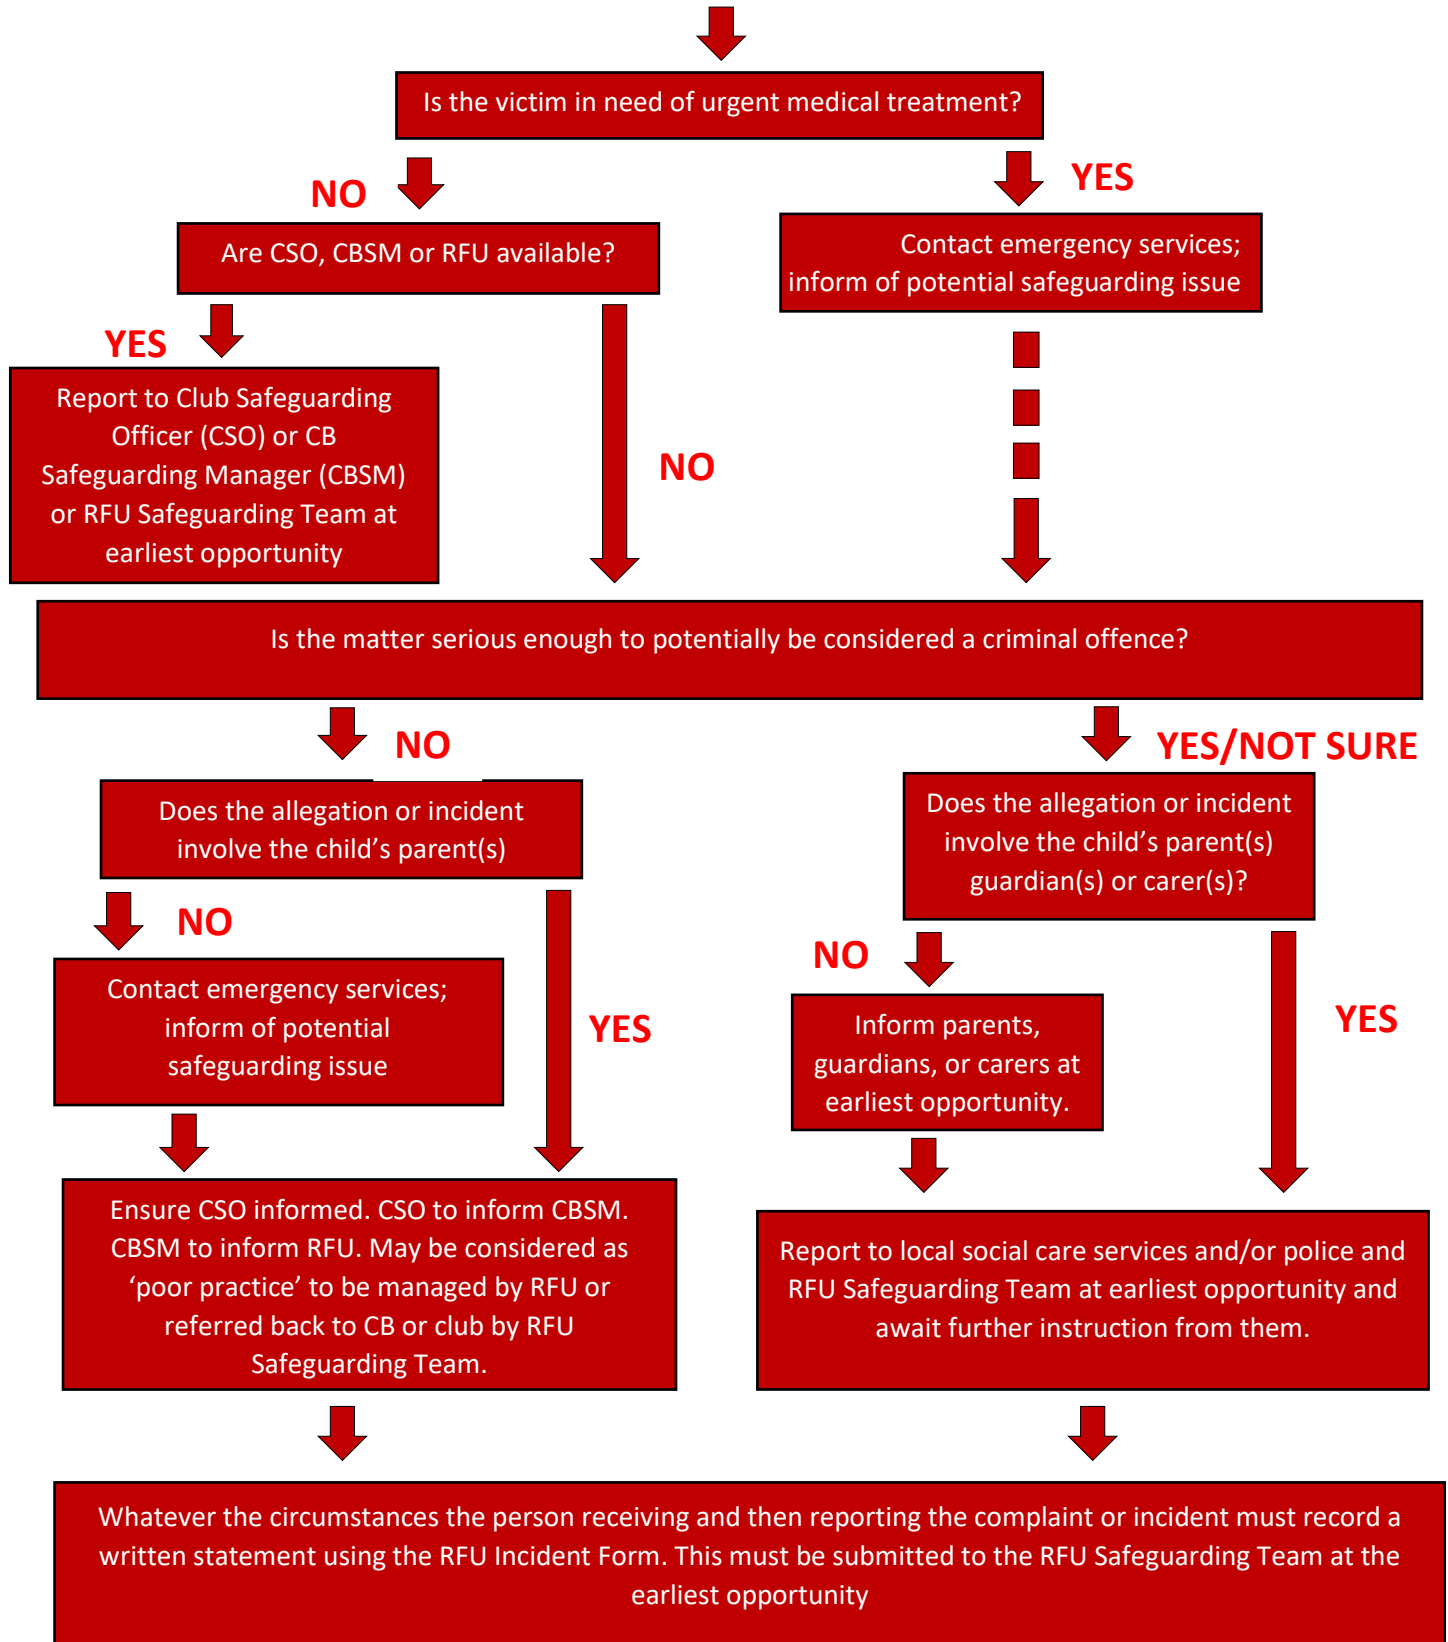 Is the victim in need of urgent medical treatment?
NO
YES
Are CSO, CBSM or RFU available?
Contact emergency services;
inform of potential safeguarding issue
YES
Report to Club Safeguarding
Officer (CSO) or CB
Safeguarding Manager (CBSM)
or RFU Safeguarding Team at
earliest opportunity
NO
Is the matter serious enough to potentially be considered a criminal offence?
NO
YES/NOT SURE
Does the allegation or incident
involve the child’s parent(s)
Does the allegation or incident
involve the child’s parent(s)
guardian(s) or carer(s)?
NO
Contact emergency services;
inform of potential
safeguarding issue
YES
NO
Inform parents,
guardians, or carers at
earliest opportunity.
YES
Ensure CSO informed. CSO to inform CBSM.
CBSM to inform RFU. May be considered as
‘poor practice’ to be managed by RFU or
referred back to CB or club by RFU
Safeguarding Team.
Report to local social care services and/or police and
RFU Safeguarding Team at earliest opportunity and
await further instruction from them.
Whatever the circumstances the person receiving and then reporting the complaint or incident must record a
written statement using the RFU Incident Form. This must be submitted to the RFU Safeguarding Team at the
earliest opportunity